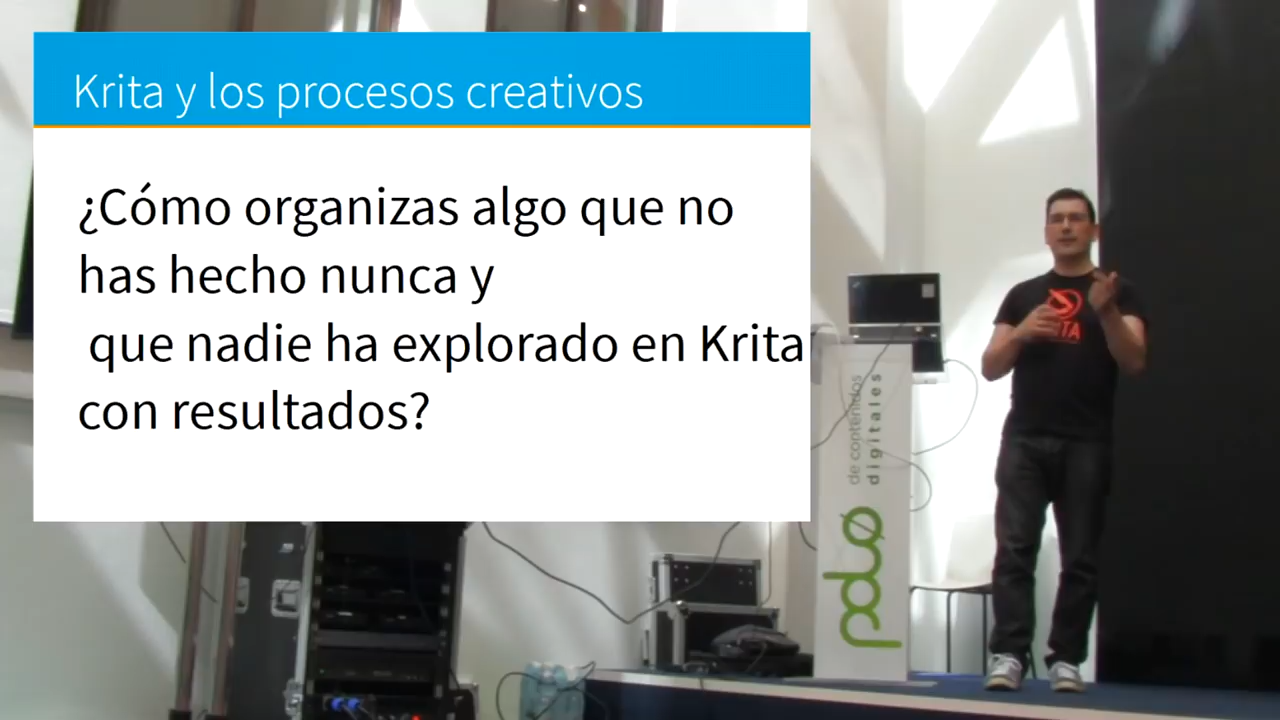 Krita y los procesos creativos
¿Cómo organizas algo que no
has hecho nunca y
que nadie ha explorado en Krita
con resultados?
de contenidos
digitales
pdø